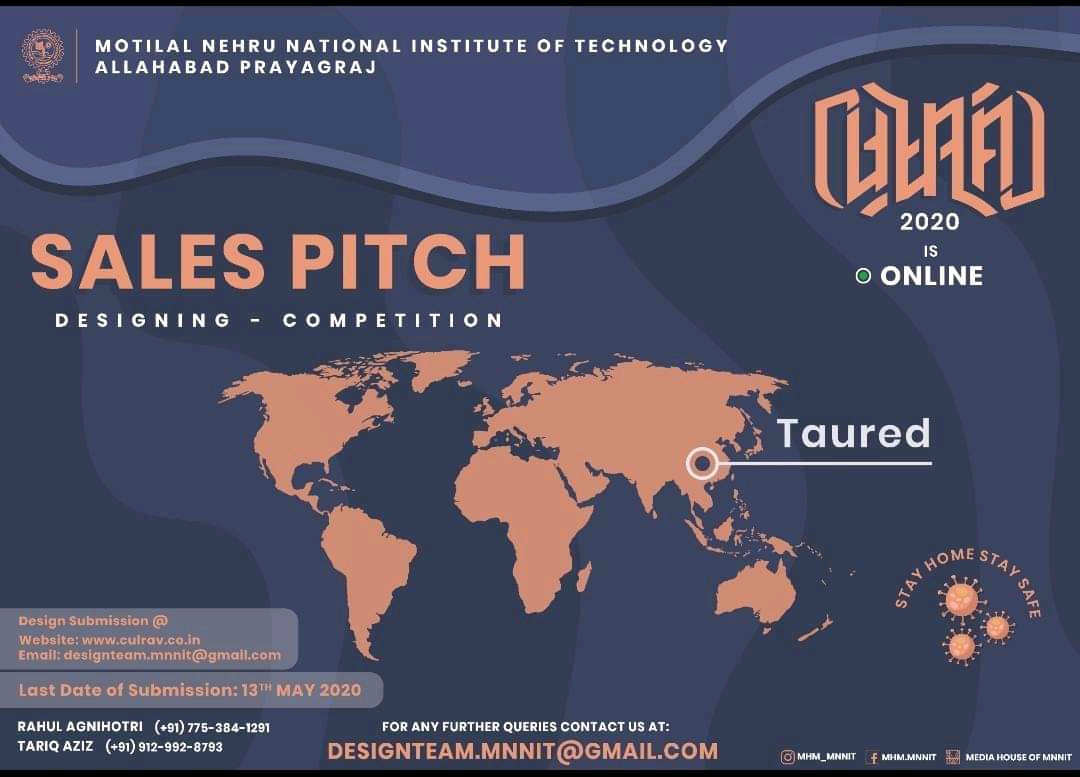 MOTILAL NEHRU NATIONAL INSTITUTE OF TECHNOLOGY
ALLAHABAD PRAYAGRAJ
2020
IS
ONLINE
SALES PITCH
DESIGNING - COMPETITION
Taured
STAY HOME STAY SAFE
Design Submission @
Website: www.culrav.co.in
Email: designteam.mnnit@gmail.com
Last Date of Submission: 13TH MAY 2020
RAHUL AGNIHOTRI (+91) 775-384-1291
TARIQ AZIZ (+91) 912-992-8793
FOR ANY FURTHER QUERIES CONTACT US AT:
DESIGNTEAM.MNNIT@GMAIL.COM
MHM_MNNIT MHM.MNNIT MEDIA HOUSE OF MNNIT